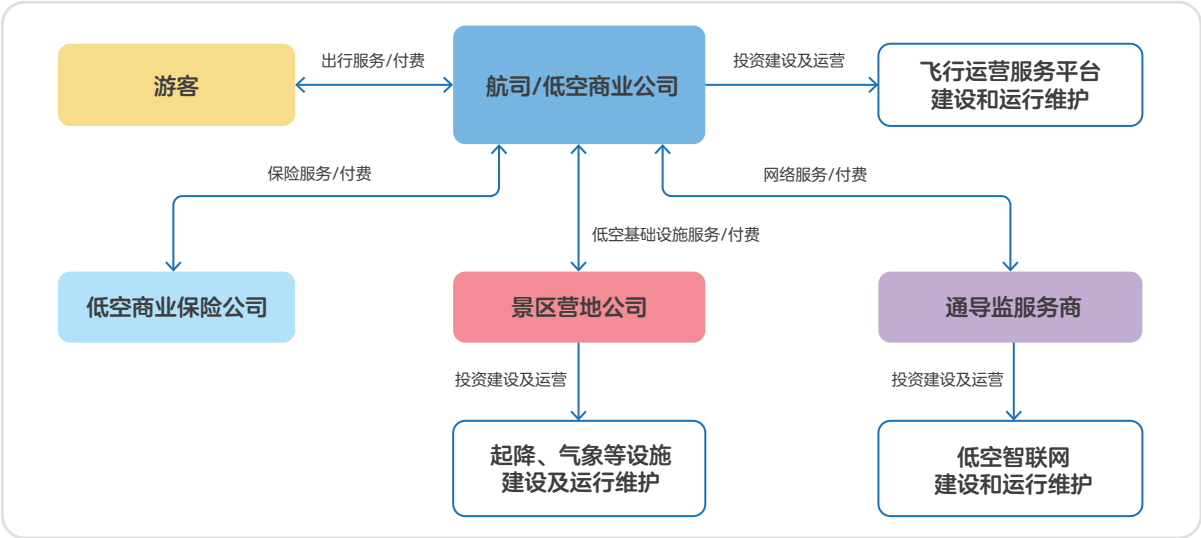 游客
出行服务/付费
航司/低空商业公司
投资建设及运营
飞行运营服务平台
建设和运行维护
保险服务/付费
网络服务/付费
低空基础设施服务/付费
低空商业保险公司
景区营地公司
通导监服务商
投资建设及运营
投资建设及运营
起降、气象等设施
建设及运行维护
低空智联网
建设和运行维护